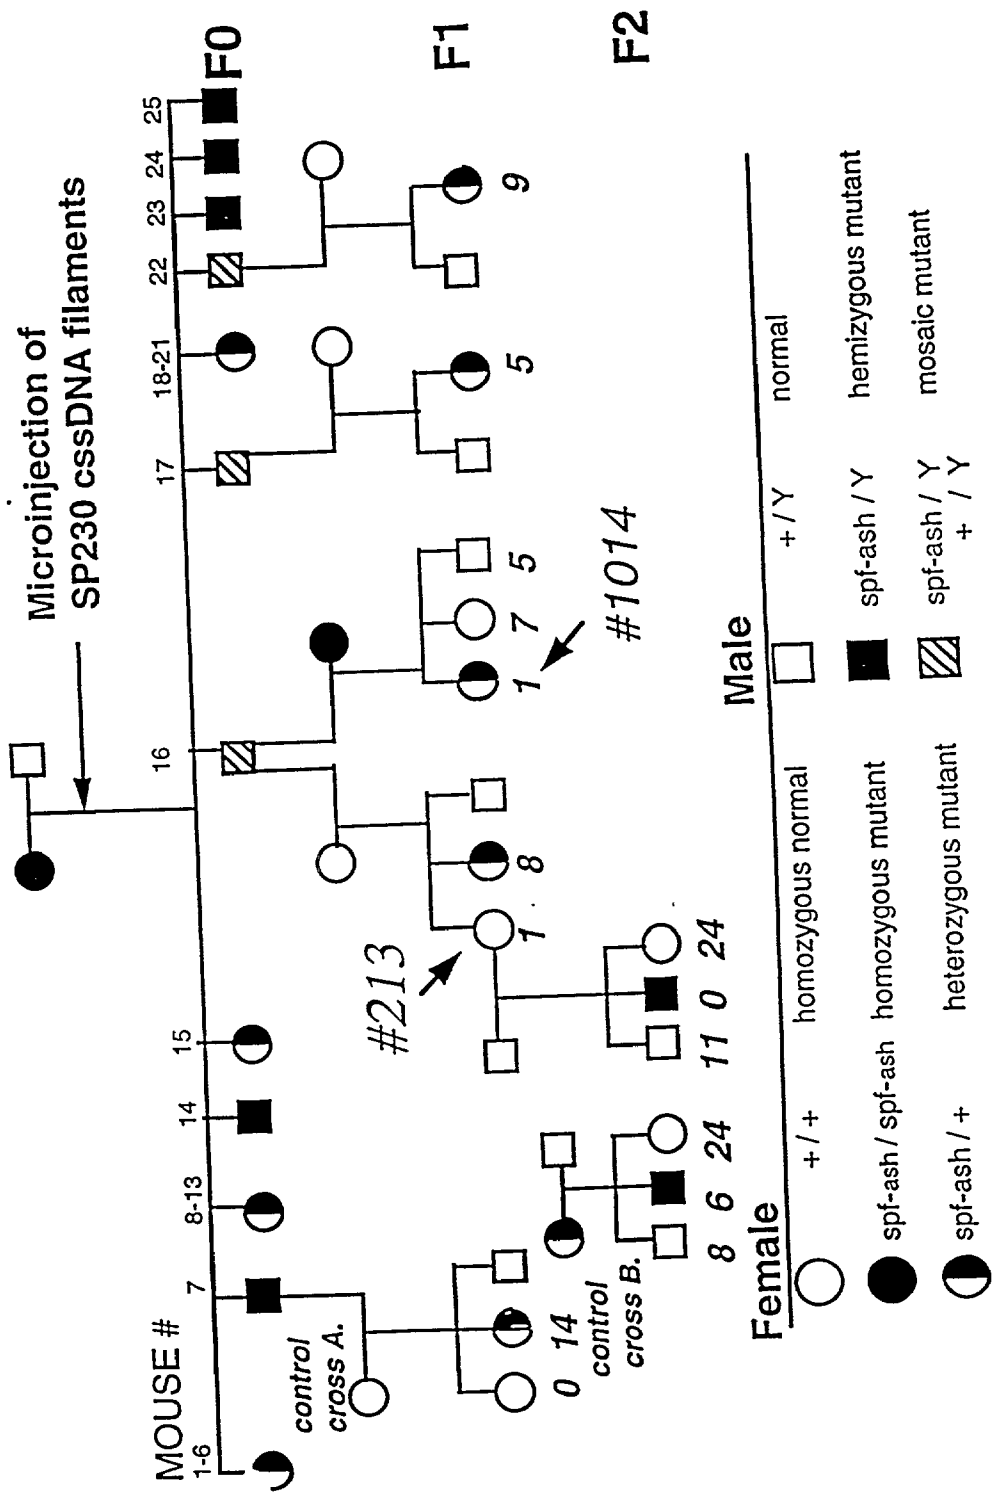 Microinjection of
SP230 cssDNA filaments
MOUSE #
1-6 7 8-13 14 15 16 17 18-21 22 23 24 25
F0
control
cross A.
#213
#1014
F1
0 14
1 8
1 7 5
5
9
control
cross B.
F2
8 6 24
11 0 24
Female Male
+ / + homozygous normal + / Y normal
spf-ash / spf-ash homozygous mutant spf-ash / Y hemizygous mutant
spf-ash / + heterozygous mutant spf-ash / Y mosaic mutant
+ / Y